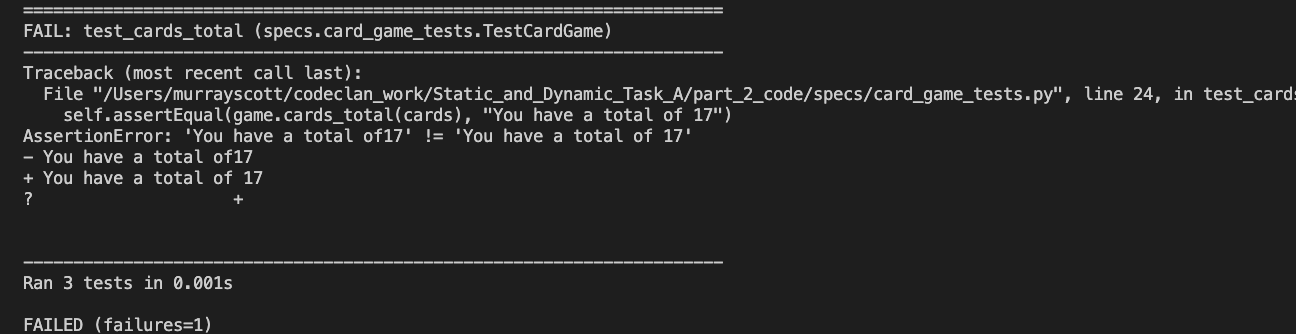 ======================================================================
FAIL: test_cards_total (specs.card_game_tests.TestCardGame)
----------------------------------------------------------------------
Traceback (most recent call last):
  File "/Users/murrayscott/codeclan_work/Static_and_Dynamic_Task_A/part_2_code/specs/card_game_tests.py", line 24, in test_cards
    self.assertEqual(game.cards_total(cards), "You have a total of 17")
AssertionError: 'You have a total of17' != 'You have a total of 17'
- You have a total of17
+ You have a total of 17
?                    +
----------------------------------------------------------------------
Ran 3 tests in 0.001s
FAILED (failures=1)